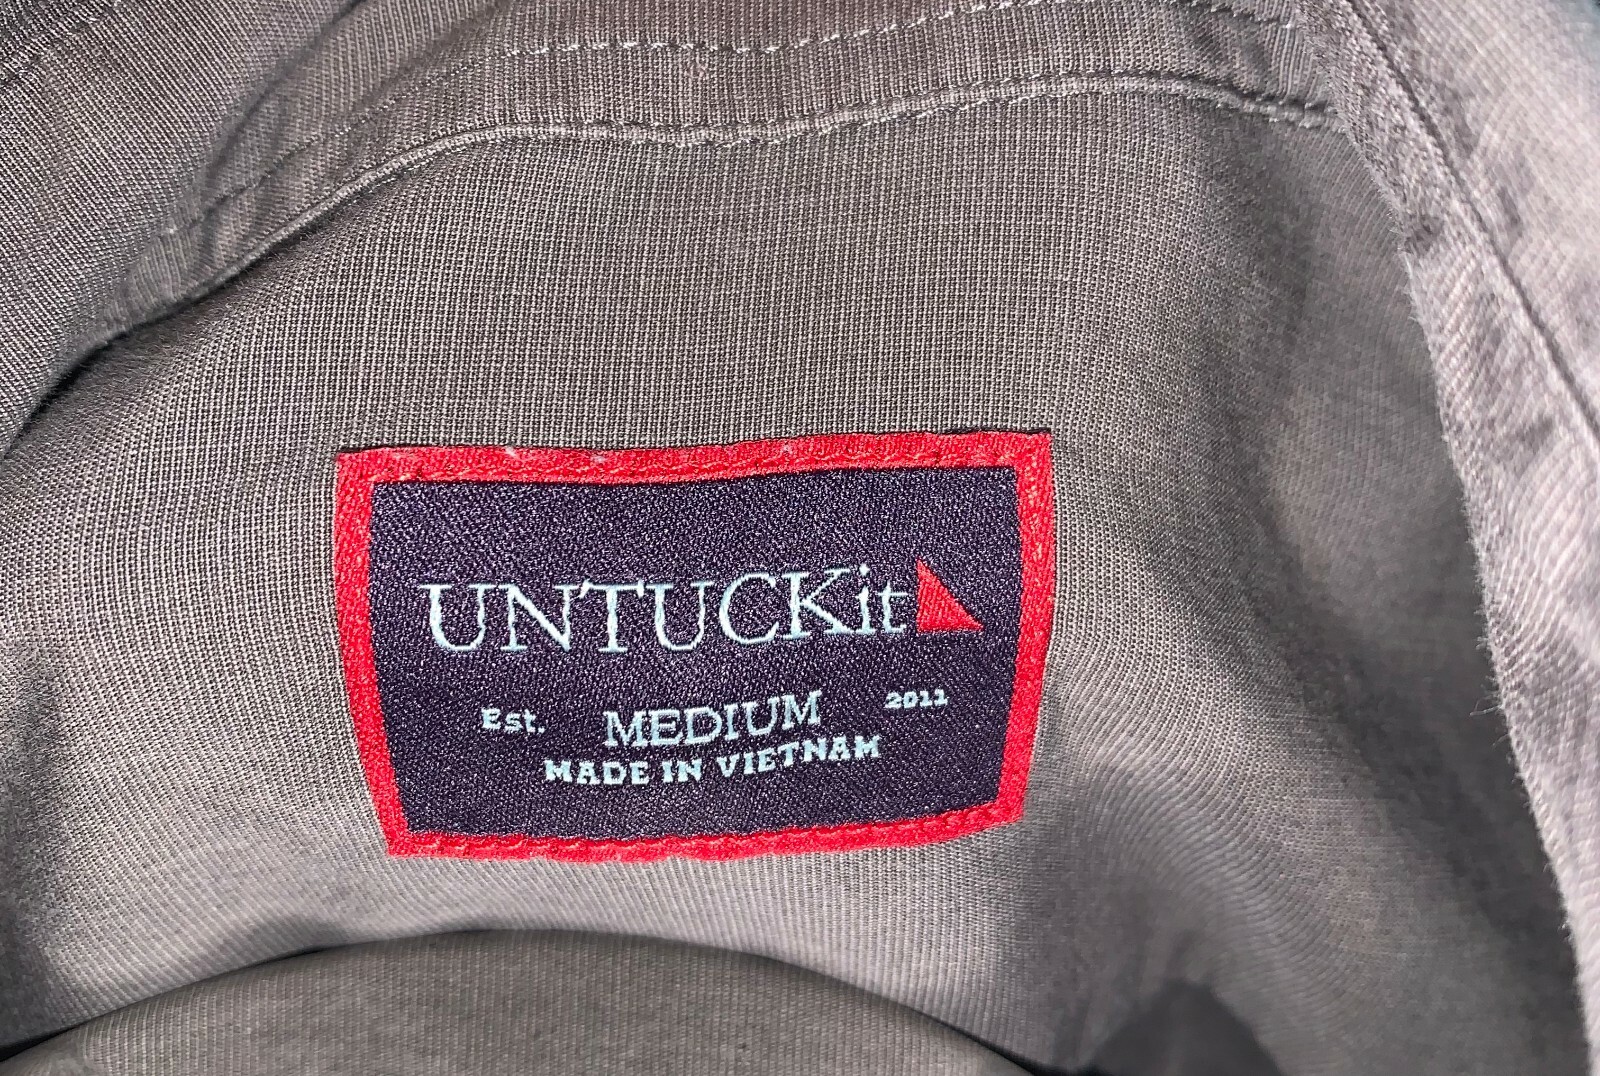 UNTUCKit
Est. MEDIUM 2011
MADE IN VIETNAM